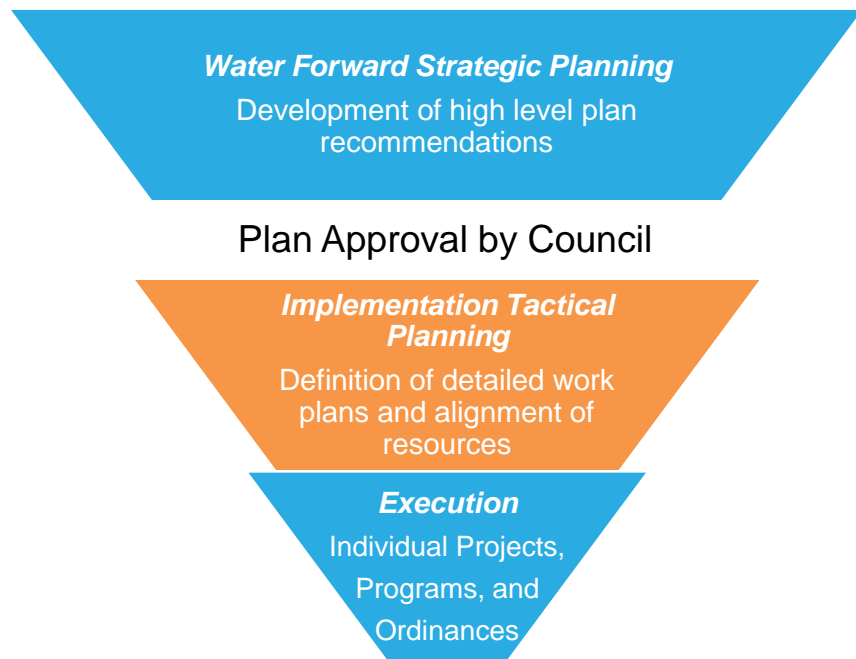 Water Forward Strategic Planning
Development of high level plan
recommendations
Plan Approval by Council
Implementation Tactical
Planning
Definition of detailed work
plans and alignment of
resources
Execution
Individual Projects,
Programs, and
Ordinances